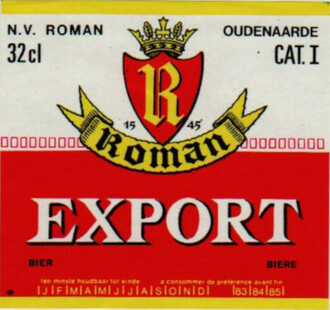 N.V. ROMAN OUDENAARDE
32cl CAT. I
R
15 45
Roman
EXPORT
BIER BIERE
ten minste houdbaar tot einde a consommer de preference avant fin
|J|F|M|A|M|J|J|A|S|O|N|D| |83|84|85|